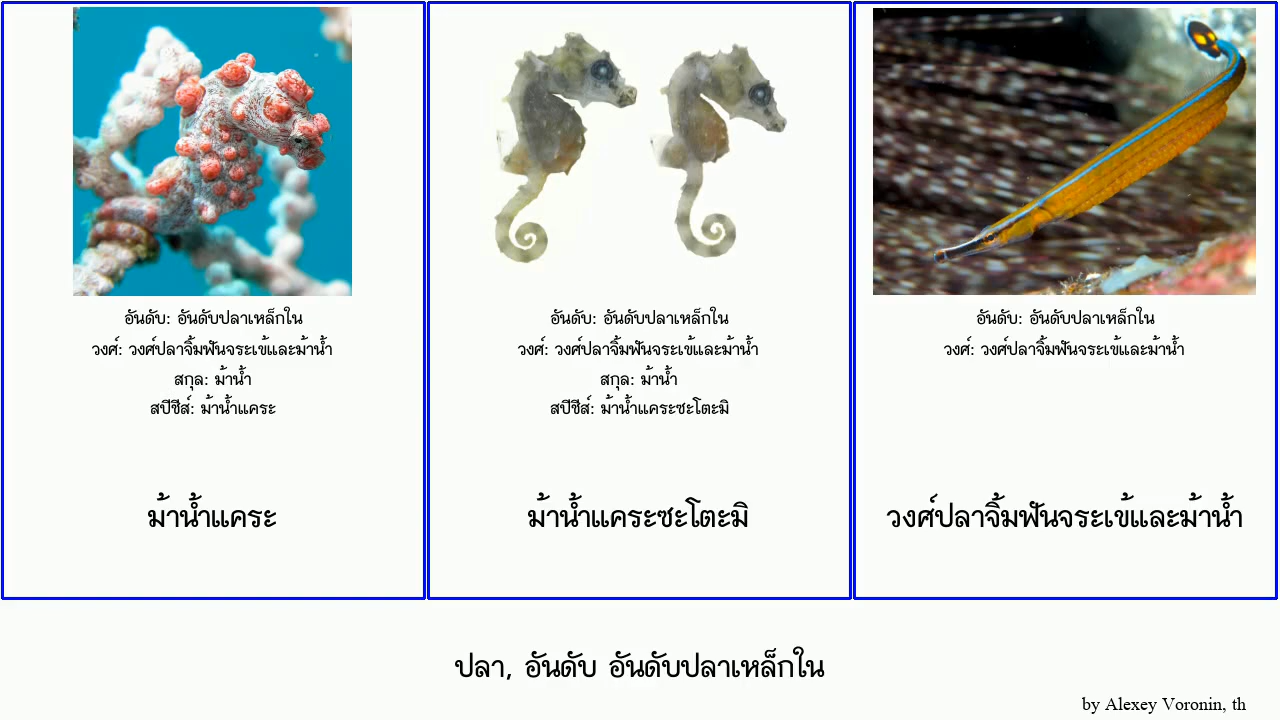 อันดับ: อันดับปลาเหล็กใน
วงศ์: วงศ์ปลาจิ้มฟันจระเข้และม้าน้ำ
สกุล: ม้าน้ำ
สปีชีส์: ม้าน้ำแคระ
ม้าน้ำแคระ
อันดับ: อันดับปลาเหล็กใน
วงศ์: วงศ์ปลาจิ้มฟันจระเข้และม้าน้ำ
สกุล: ม้าน้ำ
สปีชีส์: ม้าน้ำแคระซะโตะมิ
ม้าน้ำแคระซะโตะมิ
อันดับ: อันดับปลาเหล็กใน
วงศ์: วงศ์ปลาจิ้มฟันจระเข้และม้าน้ำ
วงศ์ปลาจิ้มฟันจระเข้และม้าน้ำ
ปลา, อันดับ อันดับปลาเหล็กใน
by Alexey Voronin, th